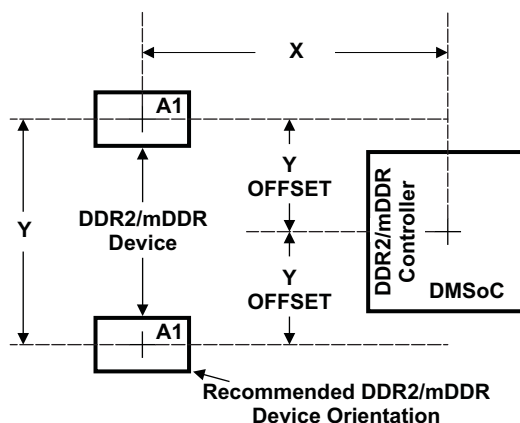 X
A1
Y
OFFSET
Y
DDR2/mDDR
Device
DDR2/mDDR
Controller
DMSoC
Y
OFFSET
A1
Recommended DDR2/mDDR
Device Orientation